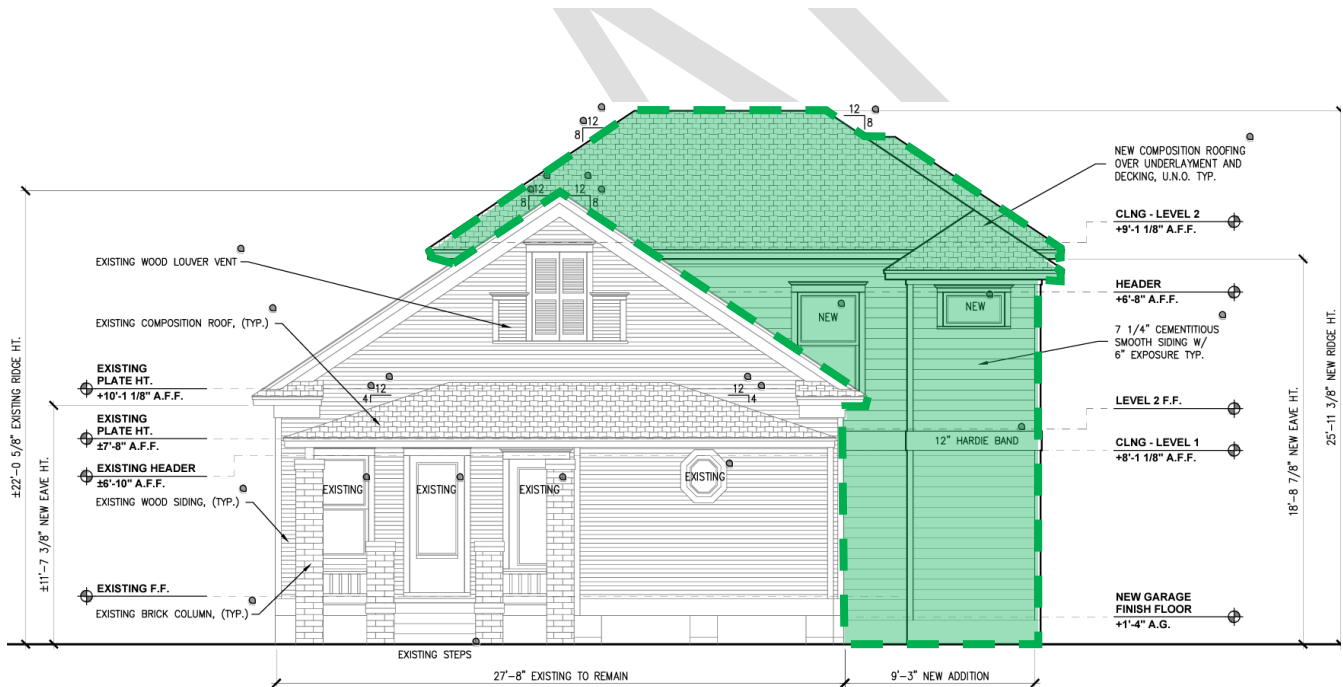 12
8
12
8
12
12
8
8
NEW COMPOSITION ROOFING
OVER UNDERLAYMENT AND
DECKING, U.N.O. TYP.
CLNG - LEVEL 2
+9'-1 1/8" A.F.F.
EXISTING WOOD LOUVER VENT
HEADER
+6'-8" A.F.F.
NEW
NEW
EXISTING COMPOSITION ROOF, (TYP.)
7 1/4" CEMENTITIOUS
SMOOTH SIDING W/
6" EXPOSURE TYP.
±22'-0 5/8" EXISTING RIDGE HT.
25'-11 3/8" NEW RIDGE HT.
EXISTING
PLATE HT.
+10'-1 1/8" A.F.F.
12
4
12
4
LEVEL 2 F.F.
EXISTING
PLATE HT.
±7'-8" A.F.F.
12" HARDIE BAND
CLNG - LEVEL 1
+8'-1 1/8" A.F.F.
EXISTING HEADER
±6'-10" A.F.F.
EXISTING
EXISTING
EXISTING
EXISTING
EXISTING WOOD SIDING, (TYP.)
±11'-7 3/8" NEW EAVE HT.
18'-8 7/8" NEW EAVE HT.
EXISTING F.F.
EXISTING BRICK COLUMN, (TYP.)
NEW GARAGE
FINISH FLOOR
+1'-4" A.G.
EXISTING STEPS
27'-8" EXISTING TO REMAIN
9'-3" NEW ADDITION